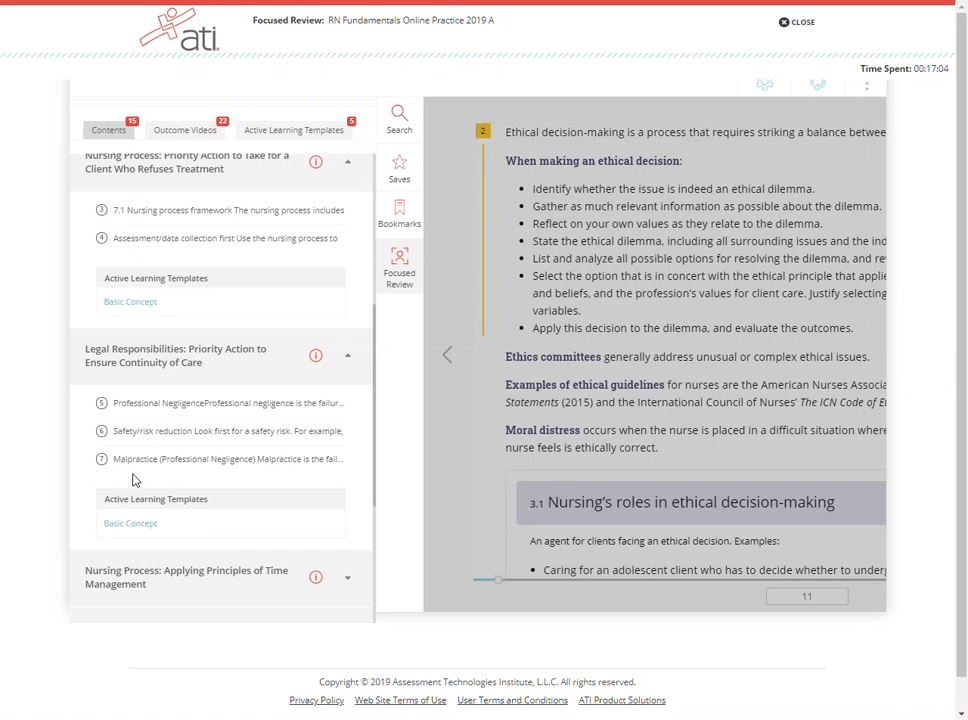 Focused Review: RN Fundamentals Online Practice 2019 A
CLOSE
ati
Time Spent: 00:17:04
Contents
15
Outcome Videos
22
Active Learning Templates
5
Nursing Process: Priority Action to Take for a
Client Who Refuses Treatment
3 7.1 Nursing process framework The nursing process includes
4 Assessment/data collection first Use the nursing process to
Active Learning Templates
Basic Concept
Legal Responsibilities: Priority Action to
Ensure Continuity of Care
5 Professional NegligenceProfessional negligence is the failur...
6 Safety/risk reduction Look first for a safety risk. For example,
7 Malpractice (Professional Negligence) Malpractice is the fail...
Active Learning Templates
Basic Concept
Nursing Process: Applying Principles of Time
Management
Search
Saves
Bookmarks
Focused
Review
2
Ethical decision-making is a process that requires striking a balance between
When making an ethical decision:
• Identify whether the issue is indeed an ethical dilemma.
• Gather as much relevant information as possible about the dilemma.
• Reflect on your own values as they relate to the dilemma.
• State the ethical dilemma, including all surrounding issues and the ind
• List and analyze all possible options for resolving the dilemma, and re
• Select the option that is in concert with the ethical principle that applie
and beliefs, and the profession's values for client care. Justify selecting
variables.
• Apply this decision to the dilemma, and evaluate the outcomes.
Ethics committees generally address unusual or complex ethical issues.
Examples of ethical guidelines for nurses are the American Nurses Associa
Statements (2015) and the International Council of Nurses' The ICN Code of E
Moral distress occurs when the nurse is placed in a difficult situation where
nurse feels is ethically correct.
3.1 Nursing's roles in ethical decision-making
An agent for clients facing an ethical decision. Examples:
• Caring for an adolescent client who has to decide whether to underg
11
Copyright © 2019 Assessment Technologies Institute, L.L.C. All rights reserved.
Privacy Policy Web Site Terms of Use User Terms and Conditions ATI Product Solutions